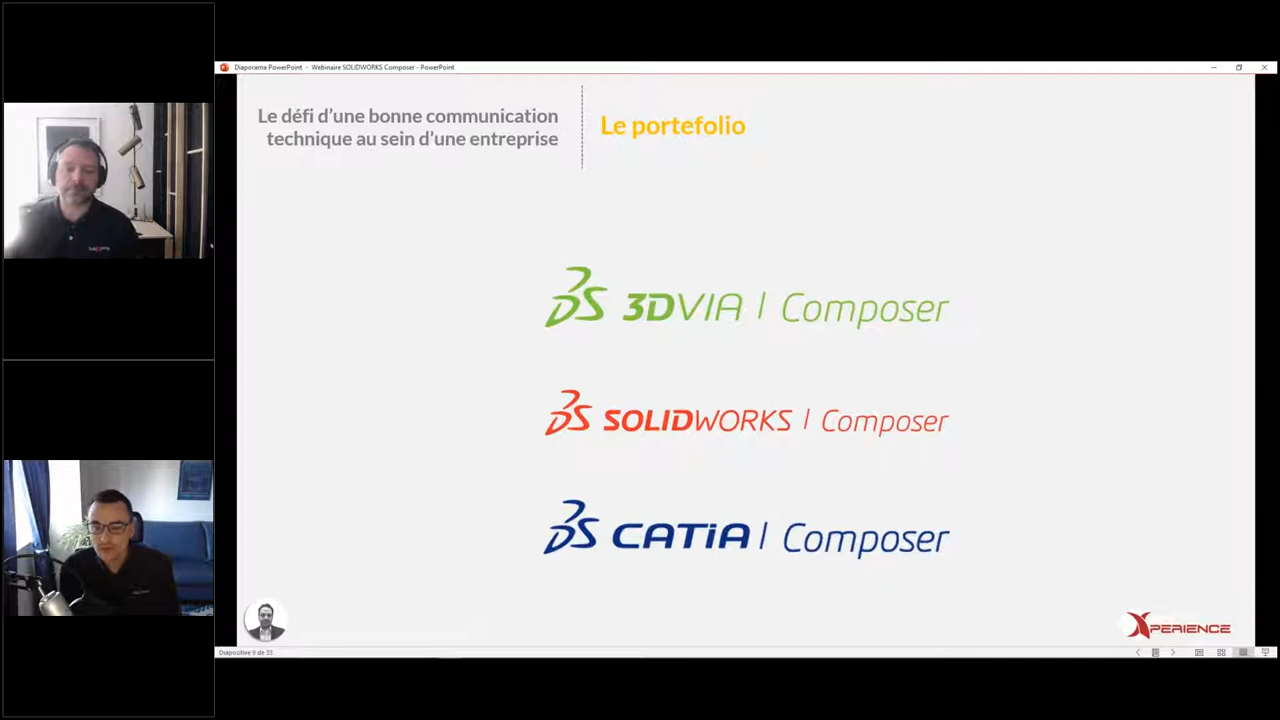 Diaporama PowerPoint - Webinaire SOLIDWORKS Composer - PowerPoint
Le défi d'une bonne communication
technique au sein d'une entreprise
Le portefolio
3DVIA | Composer
SOLIDWORKS | Composer
CATIA | Composer
XPERIENCE
Diapositive 9 de 33